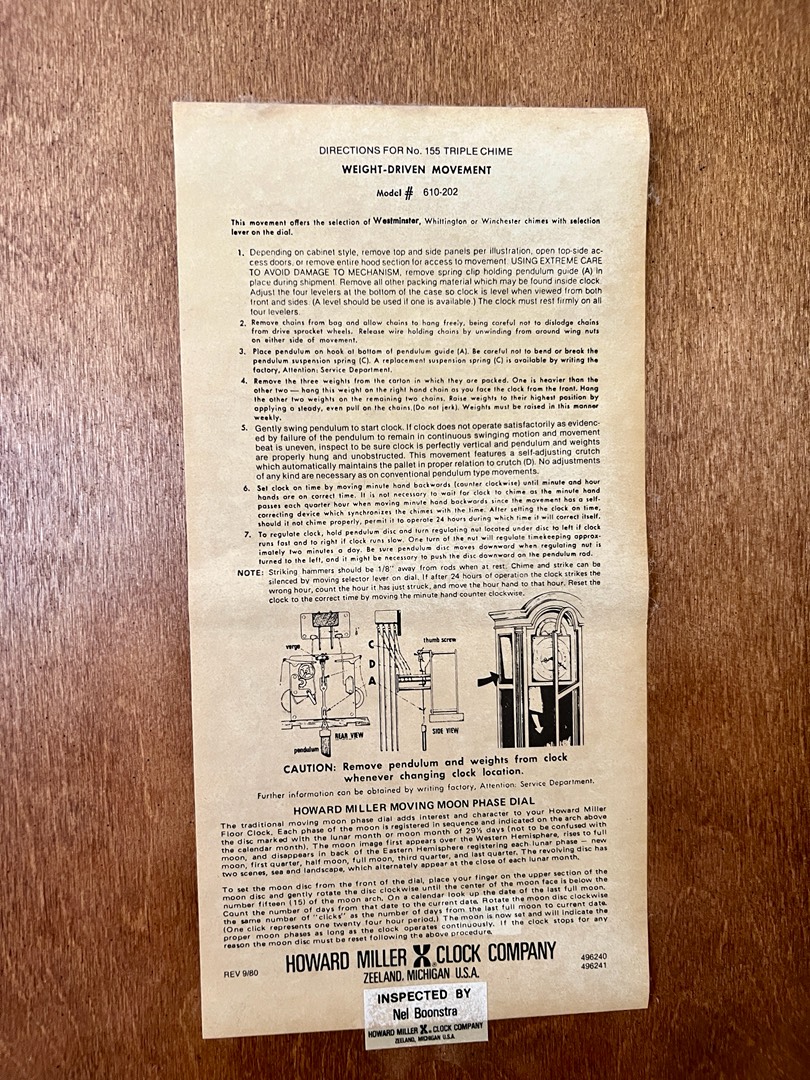 DIRECTIONS FOR No. 155 TRIPLE CHIME
WEIGHT-DRIVEN MOVEMENT
Model # 610-202
This movement offers the selection of Westminster, Whittington or Winchester chimes with selection
lever on the dial.
1. Depending on cabinet style, remove top and side panels per illustration, open top-side ac-
cess doors, or remove entire hood section for access to movement. USING EXTREME CARE
TO AVOID DAMAGE TO MECHANISM, remove spring clip holding pendulum guide (A) in
place during shipment. Remove all other packing material which may be found inside clock.
Adjust the four levelers at the bottom of the case so clock is level when viewed from both
front and sides. (A level should be used if one is available.) The clock must rest firmly on all
four levelers.
2. Remove chains from bag and allow chains to hang freely, being careful not to dislodge chains
from drive sprocket wheels. Release wire holding chains by unwinding from around wing nuts
on either side of movement.
3. Place pendulum on hook at bottom of pendulum guide (A). Be careful not to bend or break the
pendulum suspension spring (C). A replacement suspension spring (C) is available by writing the
factory, Attention: Service Department.
4. Remove the three weights from the carton in which they are packed. One is heavier than the
other two — hang this weight on the right hand chain as you face the clock from the front. Hang
the other two weights on the remaining two chains. Raise weights to their highest position by
applying a steady, even pull on the chains.(Do not jerk). Weights must be raised in this manner
weekly.
5. Gently swing pendulum to start clock. If clock does not operate satisfactorily as evidenc-
ed by failure of the pendulum to remain in continuous swinging motion and movement
beat is uneven, inspect to be sure clock is perfectly vertical and pendulum and weights
are properly hung and unobstructed. This movement features a self-adjusting crutch
which automatically maintains the pallet in proper relation to crutch (D). No adjustments
of any kind are necessary as on conventional pendulum type movements.
6. Set clock on time by moving minute hand backwards (counter clockwise) until minute and hour
hands are on correct time. It is not necessary to wait for clock to chime as the minute hand
passes each quarter hour when moving minute hand backwards since the movement has a self-
correcting device which synchronizes the chimes with the time. After setting the clock on time,
should it not chime properly, permit it to operate 24 hours during which time it will correct itself.
7. To regulate clock, hold pendulum disc and turn regulating nut located under disc to left if clock
runs fast and to right if clock runs slow. One turn of the nut will regulate timekeeping approx-
imately two minutes a day. Be sure pendulum disc moves downward when regulating nut is
turned to the left, and it might be necessary to push the disc downward on the pendulum rod.
NOTE: Striking hammers should be 1/8" away from rods when at rest. Chime and strike can be
silenced by moving selector lever on dial. If after 24 hours of operation the clock strikes the
wrong hour, count the hour it has just struck, and move the hour hand to that hour. Reset the
clock to the correct time by moving the minute hand counter clockwise.
verge
C
D
A
thumb screw
REAR VIEW
SIDE VIEW
pendulum
CAUTION: Remove pendulum and weights from clock
whenever changing clock location.
Further information can be obtained by writing factory, Attention: Service Department.
HOWARD MILLER MOVING MOON PHASE DIAL
The traditional moving moon phase dial adds interest and character to your Howard Miller
Floor Clock. Each phase of the moon is registered in sequence and indicated on the arch above
the disc marked with the lunar month or moon month of 29½ days (not to be confused with
the calendar month). The moon image first appears over the Western Hemisphere, rises to full
moon, and disappears in back of the Eastern Hemisphere registering each lunar phase — new
moon, first quarter, half moon, full moon, third quarter, and last quarter. The revolving disc has
two scenes, sea and landscape, which alternately appear at the close of each lunar month.
To set the moon disc from the front of the dial, place your finger on the upper section of the
moon disc and gently rotate the disc clockwise until the center of the moon face is below the
number fifteen (15) of the moon arch. On a calendar look up the date of the last full moon.
Count the number of days from that date to the current date. Rotate the moon disc clockwise
the same number of "clicks" as the number of days from the last full moon to current date.
(One click represents one twenty four hour period.) The moon is now set and will indicate the
proper moon phases as long as the clock operates continuously. If the clock stops for any
reason the moon disc must be reset following the above procedure.
HOWARD MILLER CLOCK COMPANY
ZEELAND, MICHIGAN U.S.A.
REV 9/80
496240
496241
INSPECTED BY
Nel Boonstra
HOWARD MILLER CLOCK COMPANY
ZEELAND, MICHIGAN U.S.A.